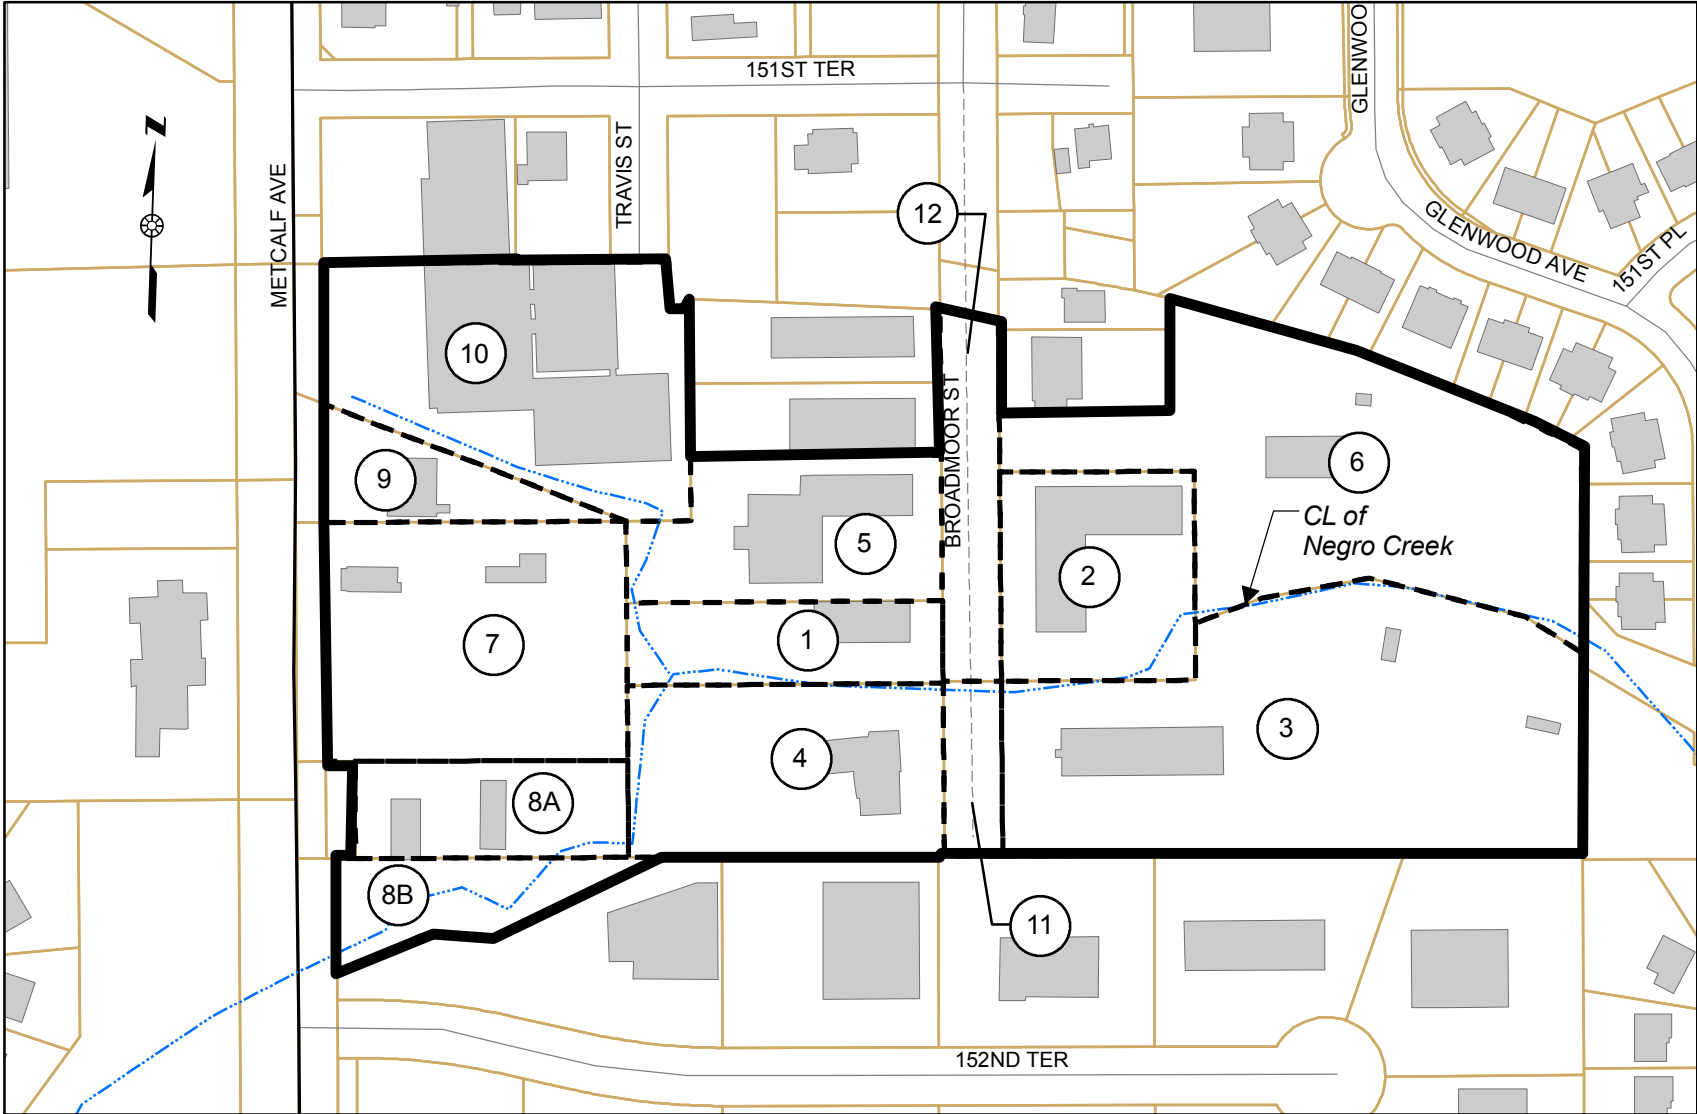 GLENWOO
151ST TER
N
TRAVIS ST
METCALF AVE
12
GLENWOOD AVE
151ST PL
10
BROADMOOR ST
9
6
5
CL of
Negro Creek
2
1
7
3
4
8A
8B
11
152ND TER